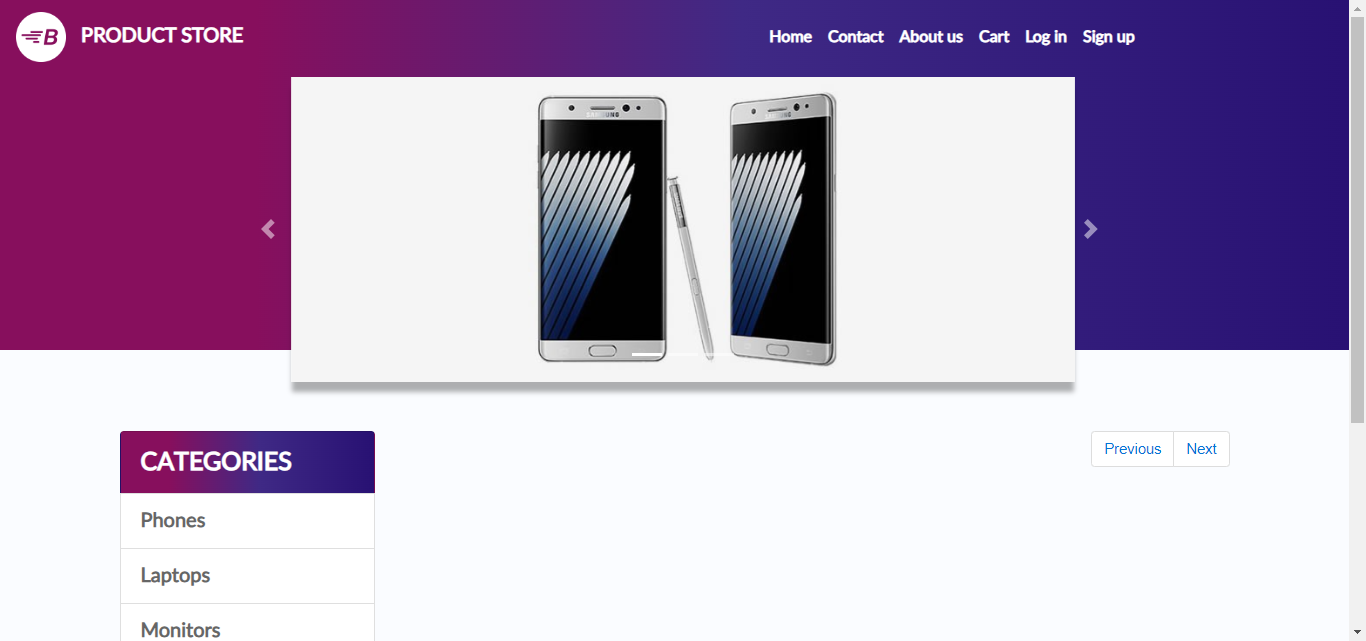 B PRODUCT STORE
Home Contact About us Cart Log in Sign up
SAMSUNG SAMSUNG
CATEGORIES
Previous Next
Phones
Laptops
Monitors